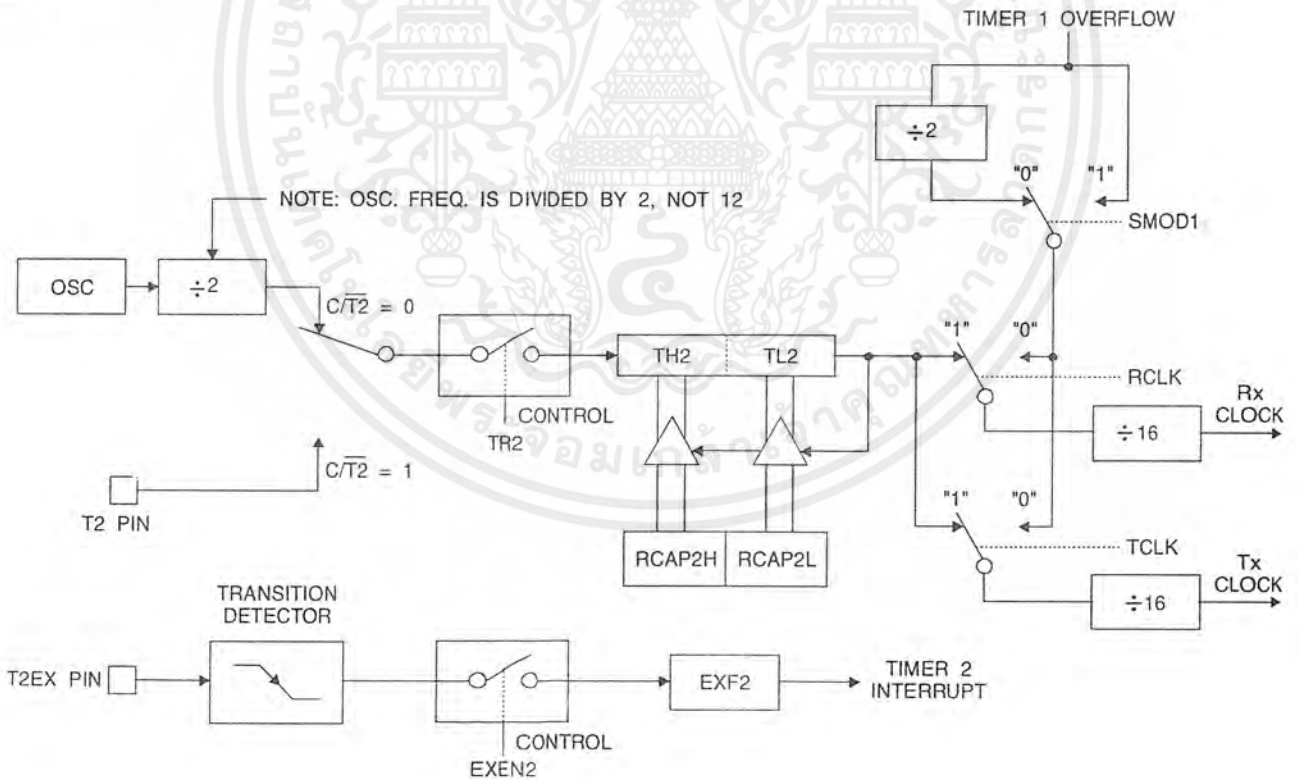 TIMER 1 OVERFLOW
÷2
"0" "1"
NOTE: OSC. FREQ. IS DIVIDED BY 2, NOT 12
SMOD1
OSC
÷2
C/T̅2̅ = 0
TH2 TL2
"1" "0"
RCLK
CONTROL
TR2
Rx
CLOCK
÷16
C/T̅2̅ = 1
T2 PIN
"1" "0"
RCAP2H RCAP2L
TCLK
Tx
CLOCK
÷16
TRANSITION
DETECTOR
T2EX PIN
EXF2
TIMER 2
INTERRUPT
CONTROL
EXEN2